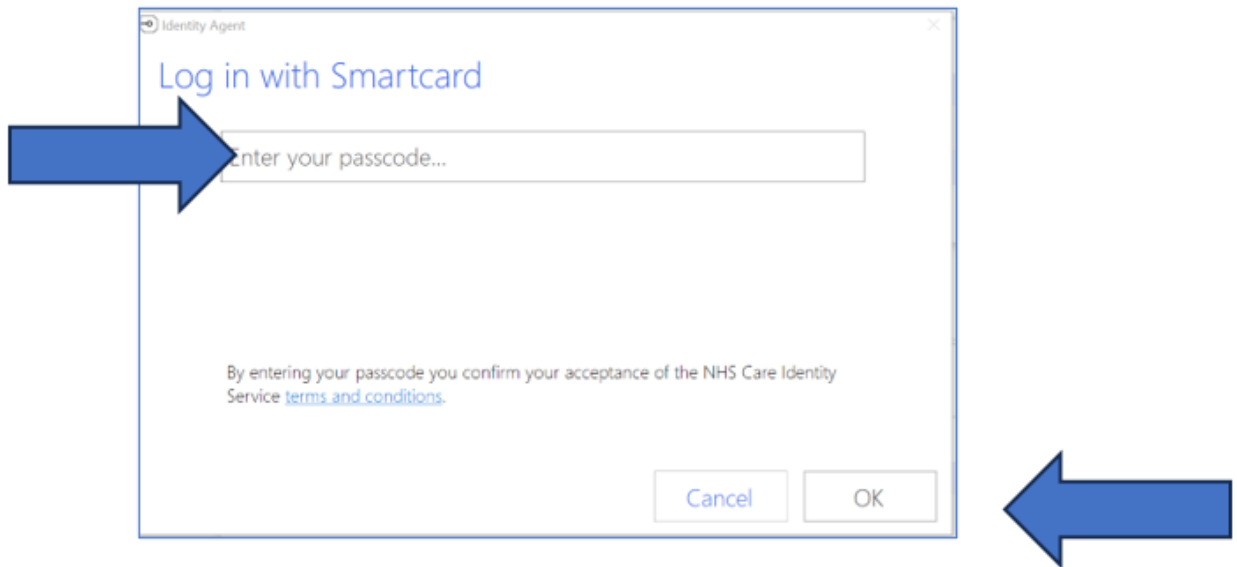 Identity Agent
Log in with Smartcard
Enter your passcode...
By entering your passcode you confirm your acceptance of the NHS Care Identity
Service terms and conditions.
Cancel
OK